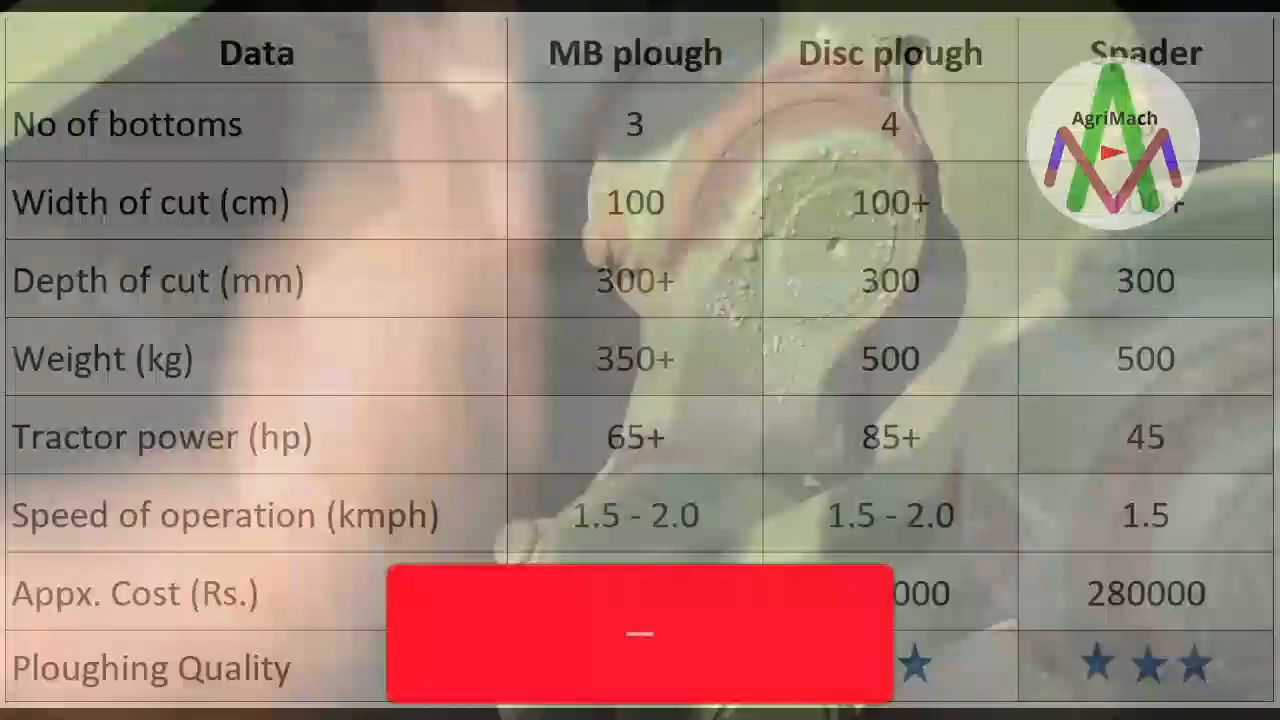 Data MB plough Disc plough Spader
No of bottoms 3 4
AgriMach
Width of cut (cm) 100 100+
Depth of cut (mm) 300+ 300 300
Weight (kg) 350+ 500 500
Tractor power (hp) 65+ 85+ 45
Speed of operation (kmph) 1.5 - 2.0 1.5 - 2.0 1.5
Appx. Cost (Rs.) 280000
Ploughing Quality